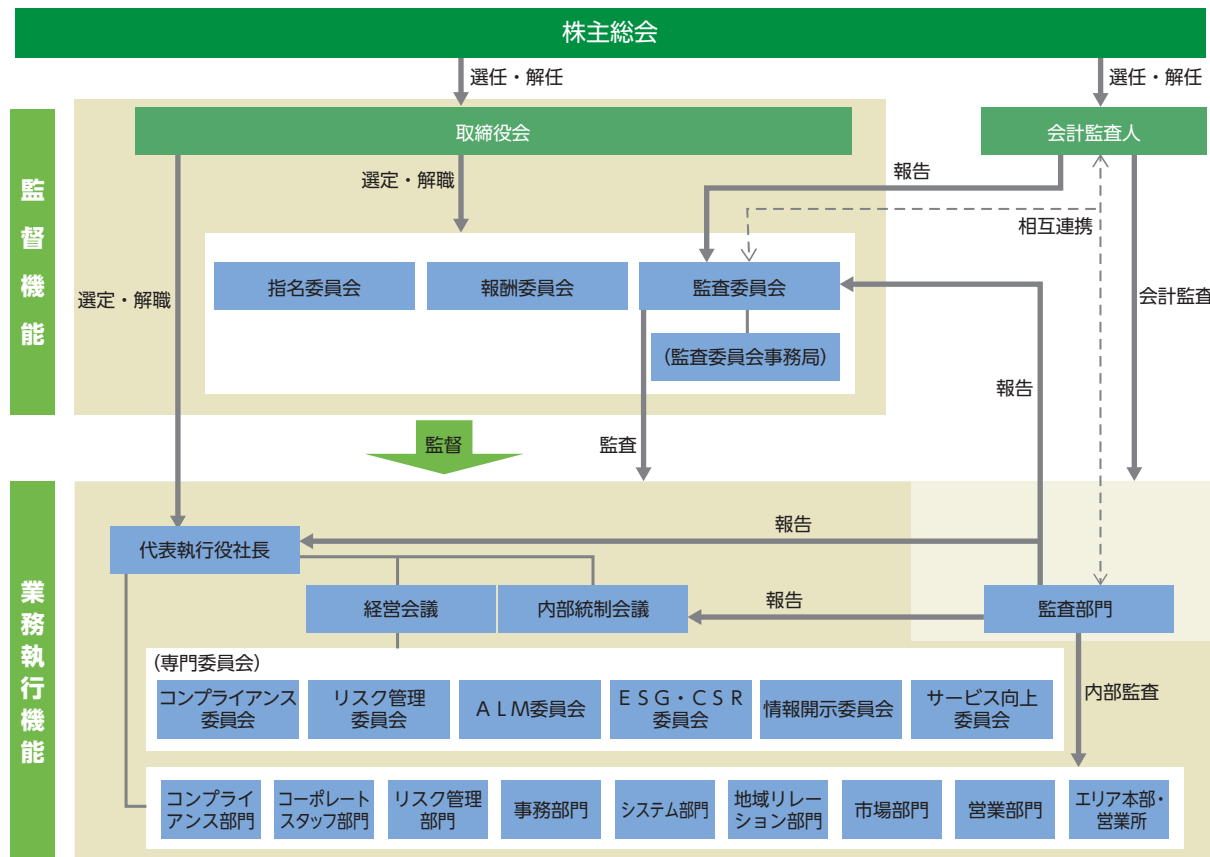 株主総会
選任・解任
選任・解任
監督機能
取締役会
会計監査人
選定・解職
報告
相互連携
選定・解職
会計監査
指名委員会
報酬委員会
監査委員会
(監査委員会事務局)
報告
監督
監査
業務執行機能
代表執行役社長
報告
経営会議
内部統制会議
報告
監査部門
(専門委員会)
コンプライアンス
委員会
リスク管理
委員会
ＡＬＭ委員会
ＥＳＧ・ＣＳＲ
委員会
情報開示委員会
サービス向上
委員会
内部監査
コンプライ
アンス部門
コーポレート
スタッフ部門
リスク管理
部門
事務部門
システム部門
地域リレー
ション部門
市場部門
営業部門
エリア本部・
営業所